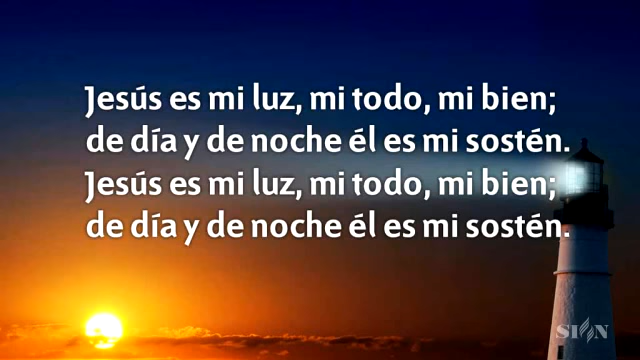 Jesús es mi luz, mi todo, mi bien;
de día y de noche él es mi sostén.
Jesús es mi luz, mi todo, mi bien;
de día y de noche él es mi sostén.
SION